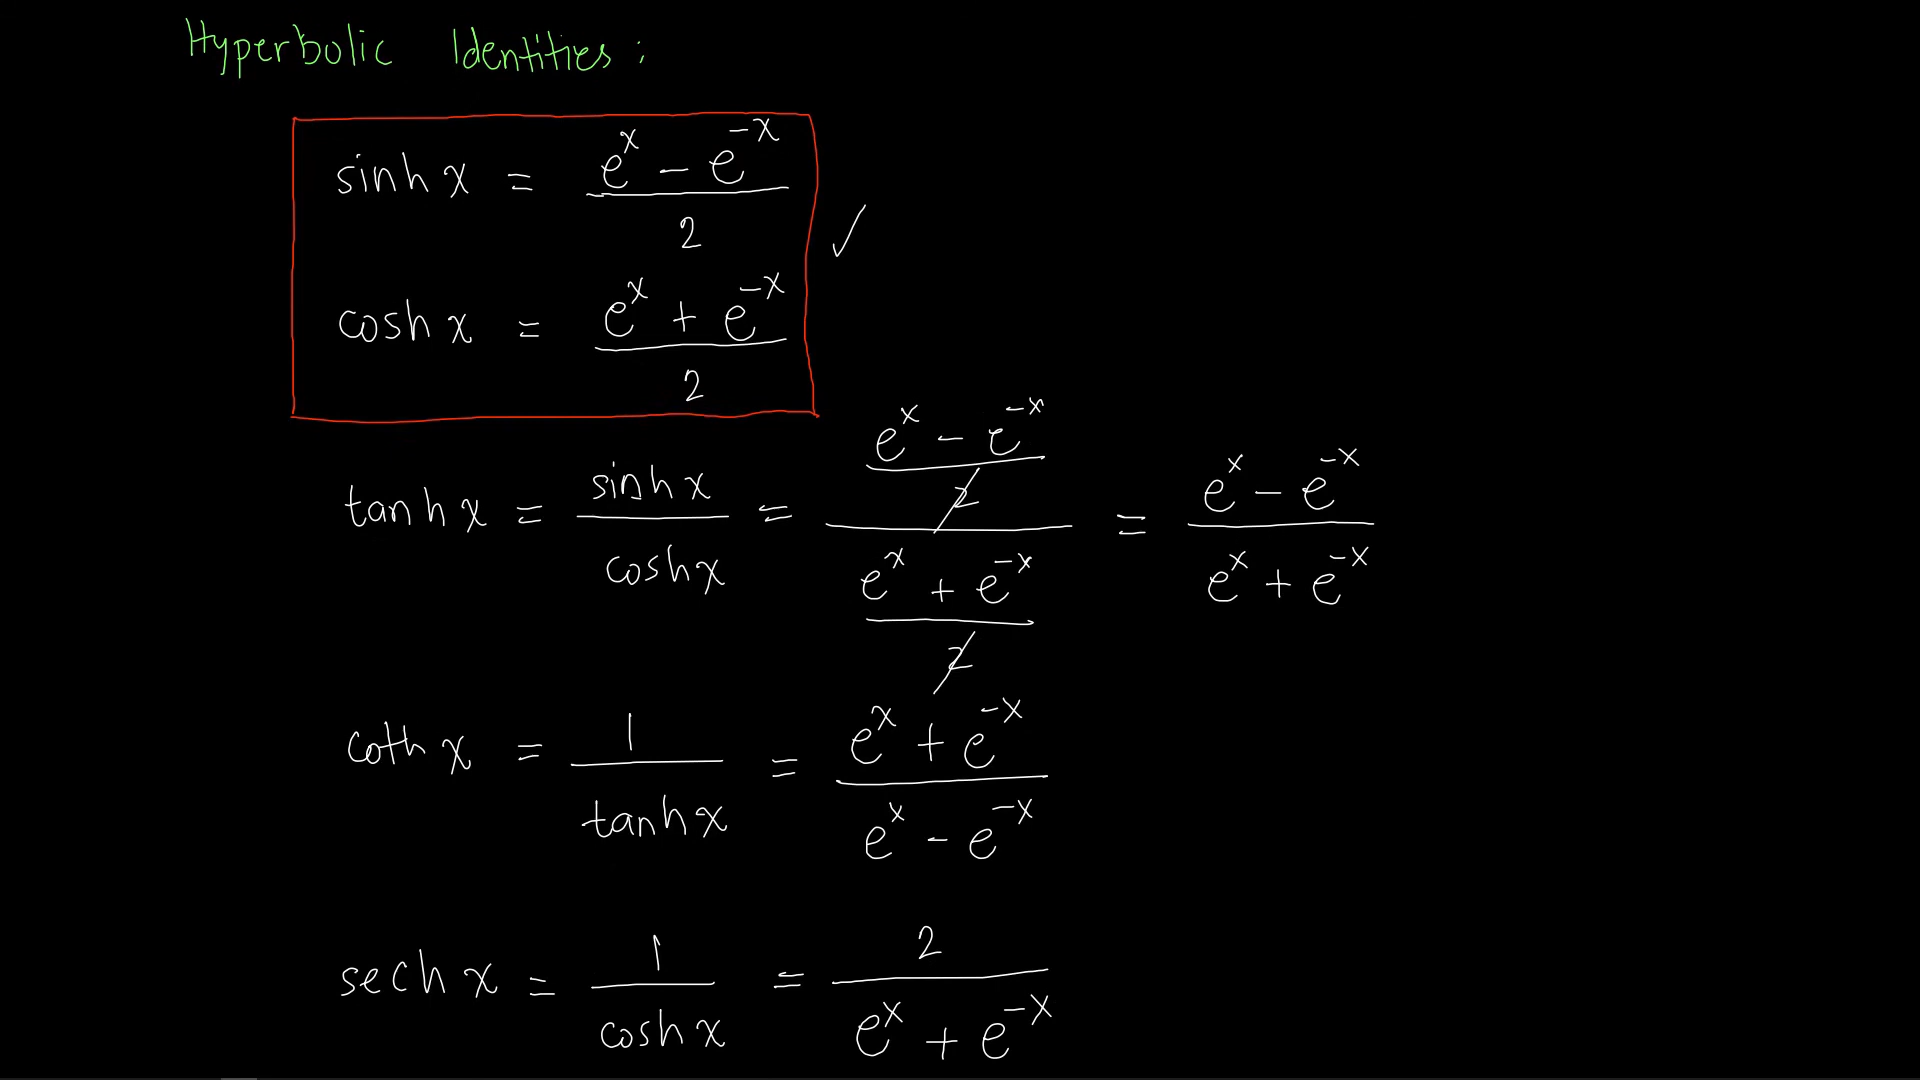 Hyperbolic Identities :
sinh x = (e^x − e^−x) / 2
✓
cosh x = (e^x + e^−x) / 2
tanh x = sinh x / cosh x = ((e^x − e^−x) / 2) / ((e^x + e^−x) / 2) = (e^x − e^−x) / (e^x + e^−x)
coth x = 1 / tanh x = (e^x + e^−x) / (e^x − e^−x)
sech x = 1 / cosh x = 2 / (e^x + e^−x)